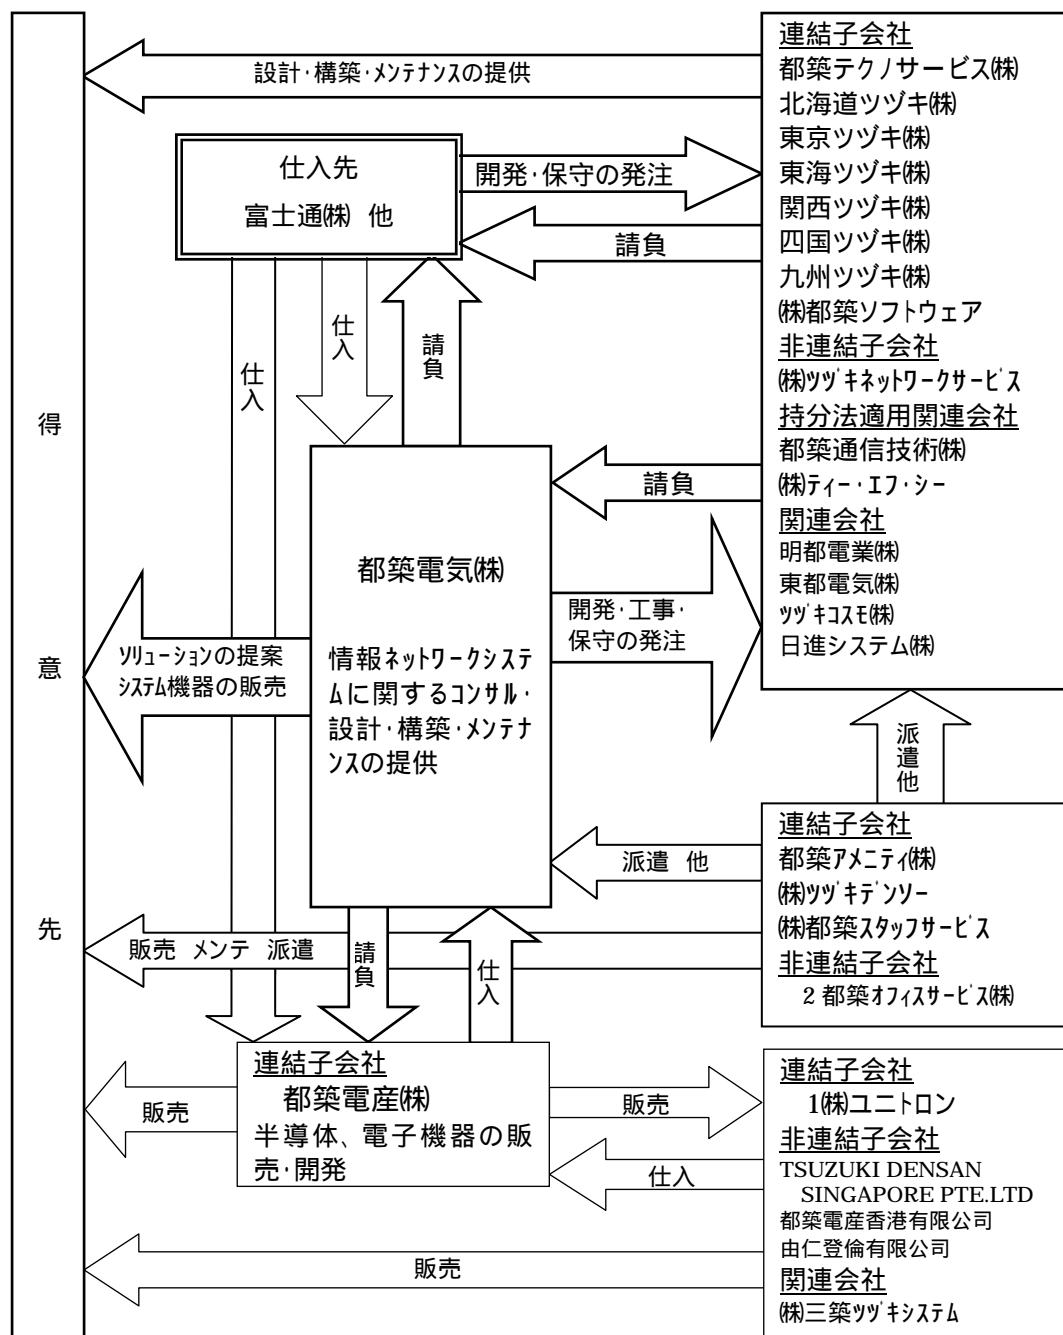 得
意
先
設計・構築・ﾒﾝﾃﾅﾝｽの提供
仕入先
富士通㈱ 他
開発・保守の発注
請負
仕入
仕入
請負
都築電気㈱
情報ﾈｯﾄﾜｰｸｼｽﾃ
ﾑに関するｺﾝｻﾙ・
設計・構築・ﾒﾝﾃﾅ
ﾝｽの提供
請負
開発・工事・
保守の発注
ｿﾘｭｰｼｮﾝの提案
ｼｽﾃﾑ機器の販売
派遣 他
派遣他
販売 メンテ 派遣
請負
仕入
連結子会社
都築電産㈱
半導体、電子機器の販
売・開発
販売
販売
仕入
販売
連結子会社
都築テクノサービス㈱
北海道ツヅキ㈱
東京ツヅキ㈱
東海ツヅキ㈱
関西ツヅキ㈱
四国ツヅキ㈱
九州ツヅキ㈱
㈱都築ソフトウェア
非連結子会社
㈱ﾂﾂﾞｷﾈｯﾄﾜｰｸｻｰﾋﾞｽ
持分法適用関連会社
都築通信技術㈱
㈱ﾃｨｰ・ｴﾌ・ｼｰ
関連会社
明都電業㈱
東都電気㈱
ﾂﾂﾞｷｺｽﾓ㈱
日進システム㈱
連結子会社
都築ｱﾒﾆﾃｨ㈱
㈱ﾂﾂﾞｷﾃﾞﾝｿー
㈱都築ｽﾀｯﾌｻｰﾋﾞｽ
非連結子会社
2 都築ｵﾌｨｽｻｰﾋﾞｽ㈱
連結子会社
1㈱ユニトロン
非連結子会社
TSUZUKI DENSAN
SINGAPORE PTE.LTD
都築電産香港有限公司
由仁登倫有限公司
関連会社
㈱三築ﾂﾂﾞｷｼｽﾃﾑ